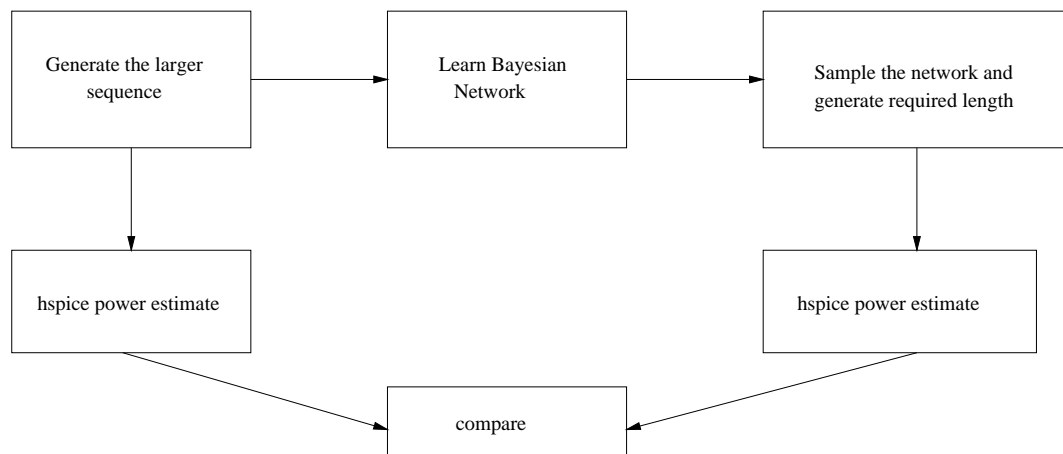 Generate the larger
sequence
Learn Bayesian
Network
Sample the network and
generate required length
hspice power estimate
hspice power estimate
compare